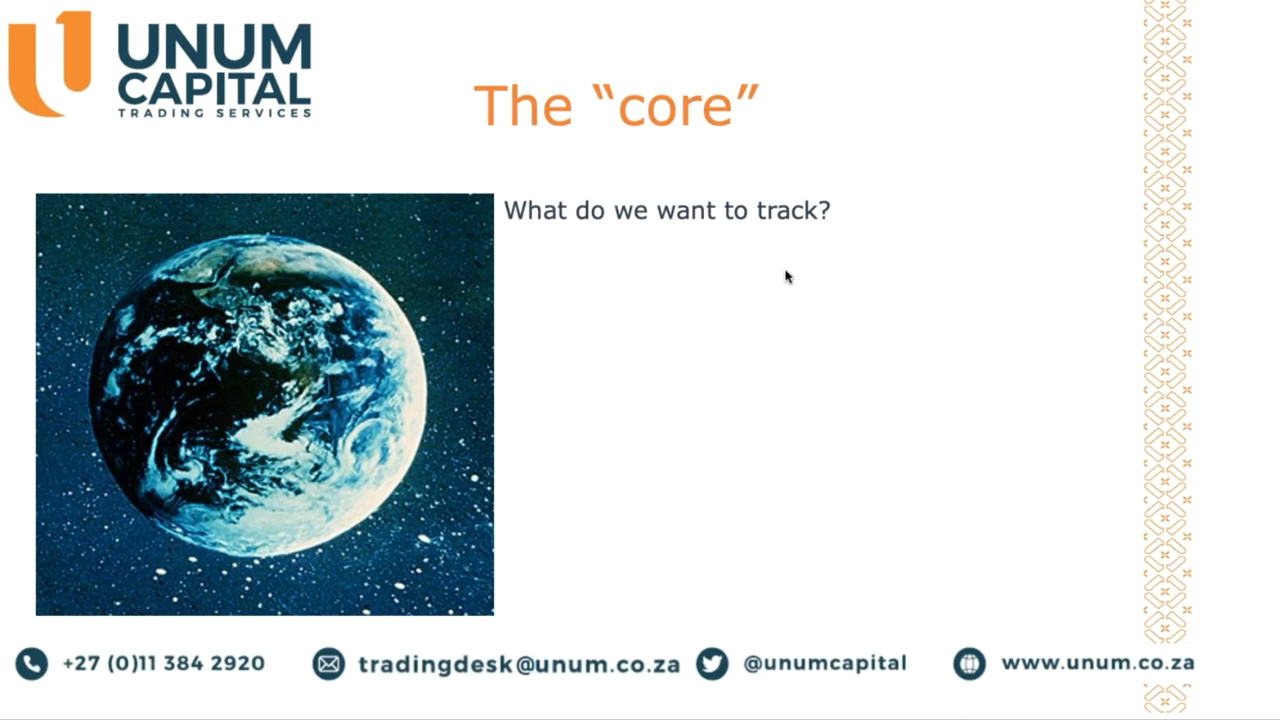 UNUM
CAPITAL
TRADING SERVICES
The “core”
What do we want to track?
+27 (0)11 384 2920
tradingdesk@unum.co.za
@unumcapital
www.unum.co.za